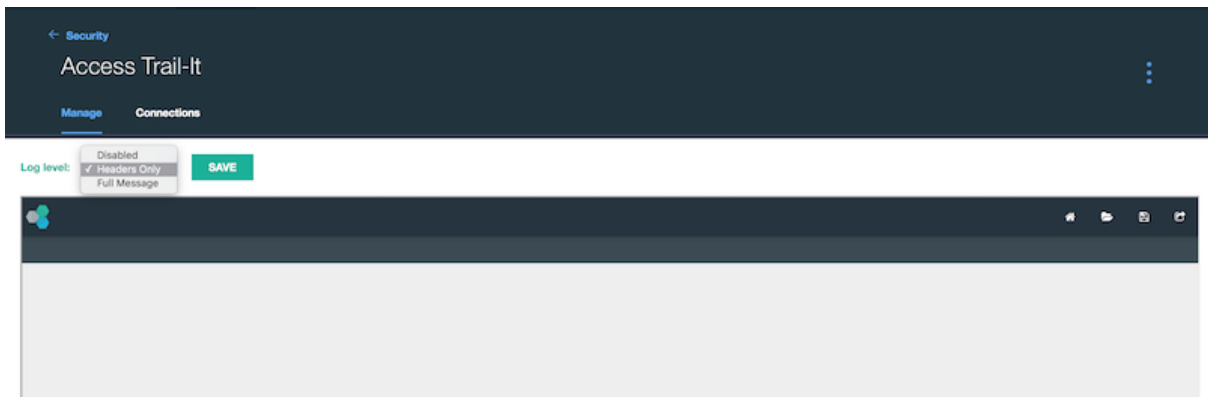 ← Security
Access Trail-It
Manage Connections
Log level:
Disabled
✓ Headers Only
Full Message
SAVE